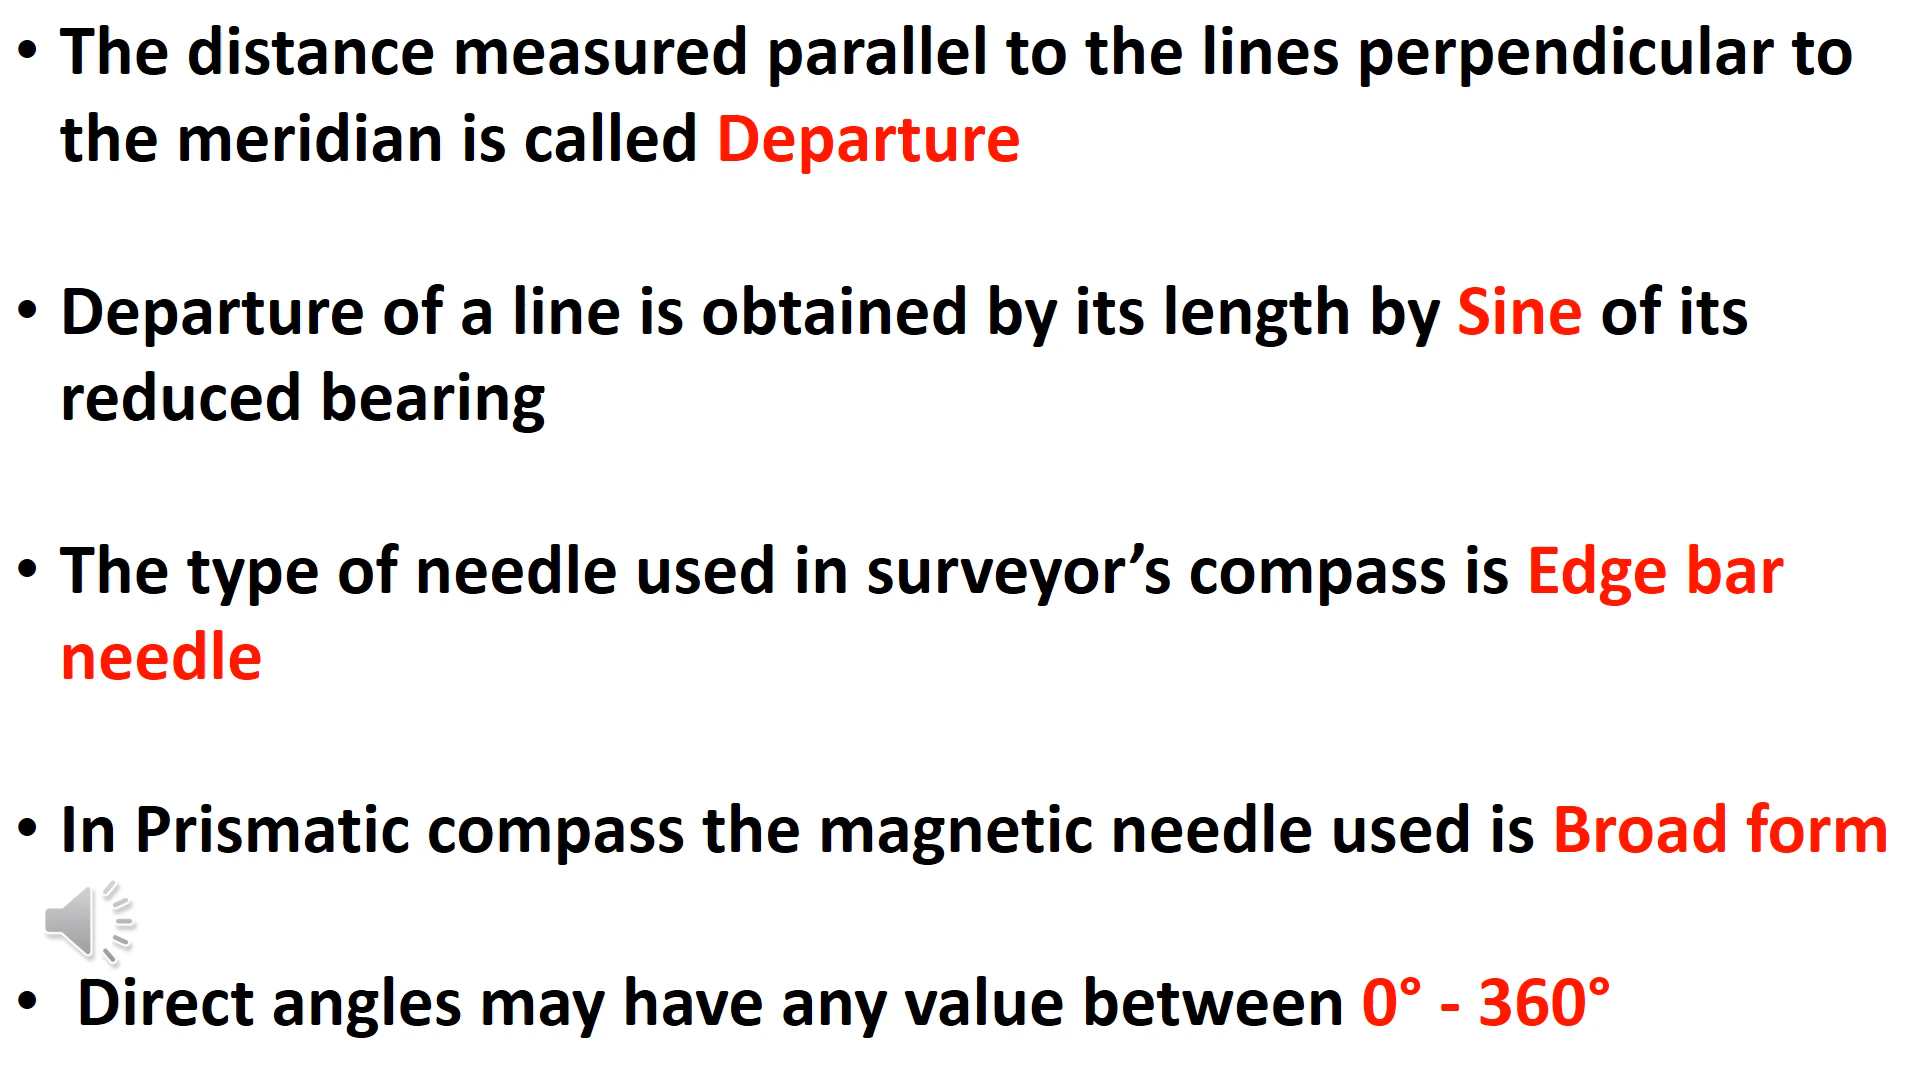 • The distance measured parallel to the lines perpendicular to
the meridian is called Departure
• Departure of a line is obtained by its length by Sine of its
reduced bearing
• The type of needle used in surveyor’s compass is Edge bar
needle
• In Prismatic compass the magnetic needle used is Broad form
• Direct angles may have any value between 0° - 360°